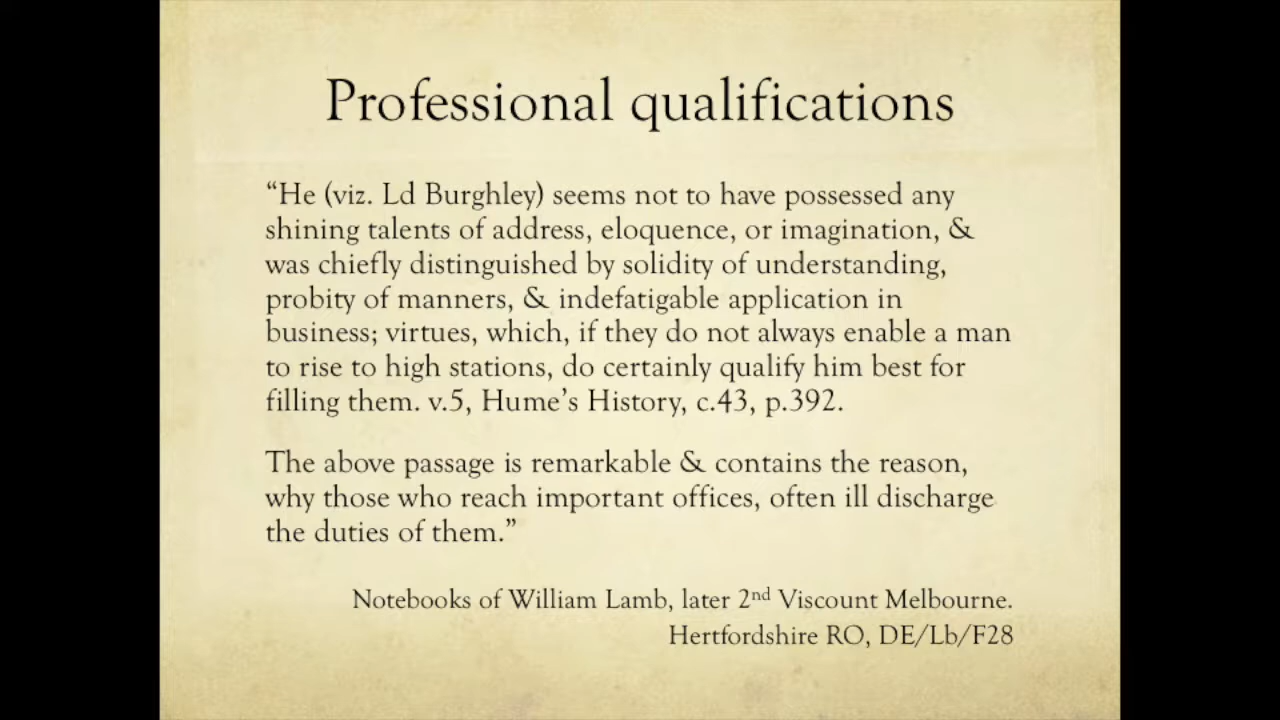 Professional qualifications
“He (viz. Ld Burghley) seems not to have possessed any
shining talents of address, eloquence, or imagination, &
was chiefly distinguished by solidity of understanding,
probity of manners, & indefatigable application in
business; virtues, which, if they do not always enable a man
to rise to high stations, do certainly qualify him best for
filling them. v.5, Hume’s History, c.43, p.392.
The above passage is remarkable & contains the reason,
why those who reach important offices, often ill discharge
the duties of them.”
Notebooks of William Lamb, later 2nd Viscount Melbourne.
Hertfordshire RO, DE/Lb/F28